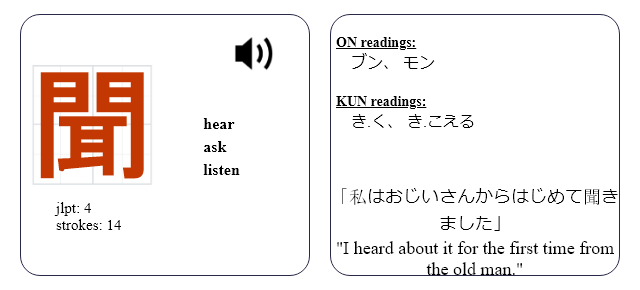 聞
hear
ask
listen
jlpt: 4
strokes: 14
ON readings:
ブン、 モン
KUN readings:
き.く、 き.こえる
「私はおじいさんからはじめて聞き
ました」
"I heard about it for the first time from
the old man."